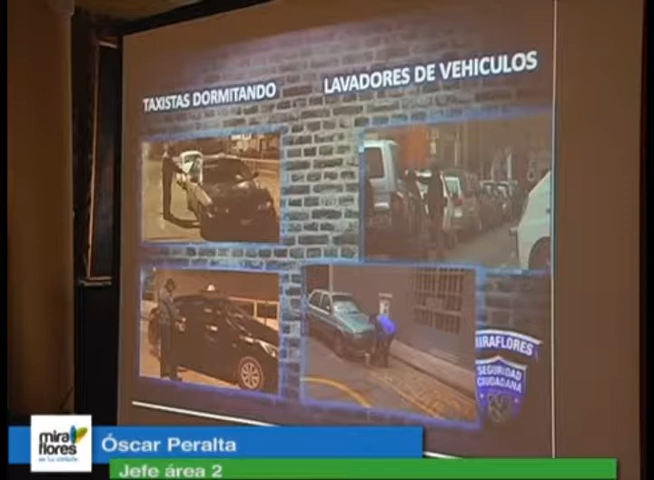 TAXISTAS DORMITANDO
LAVADORES DE VEHICULOS
MIRAFLORES
SEGURIDAD
CIUDADANA
mira
flores
Óscar Peralta
Jefe área 2